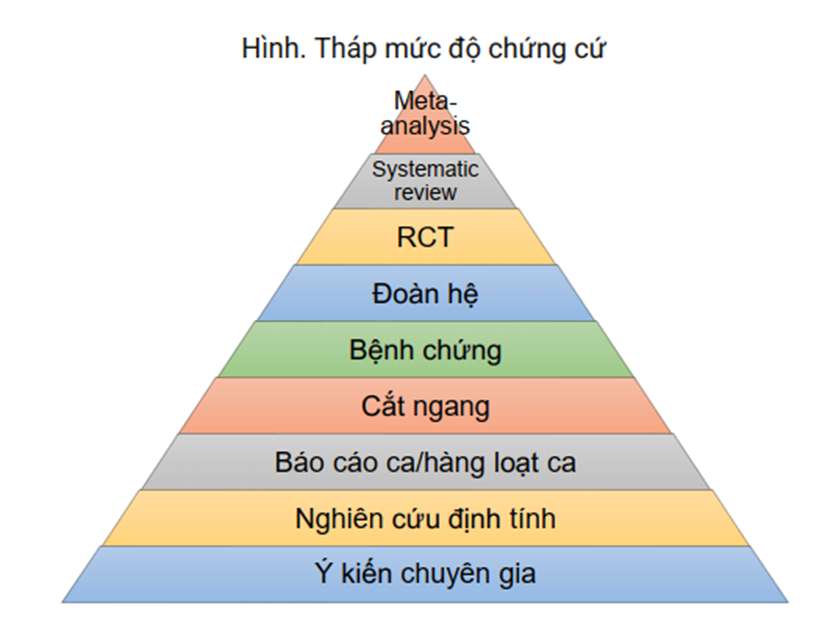 Hình. Tháp mức độ chứng cứ
Meta-
analysis
Systematic
review
RCT
Đoàn hệ
Bệnh chứng
Cắt ngang
Báo cáo ca/hàng loạt ca
Nghiên cứu định tính
Ý kiến chuyên gia